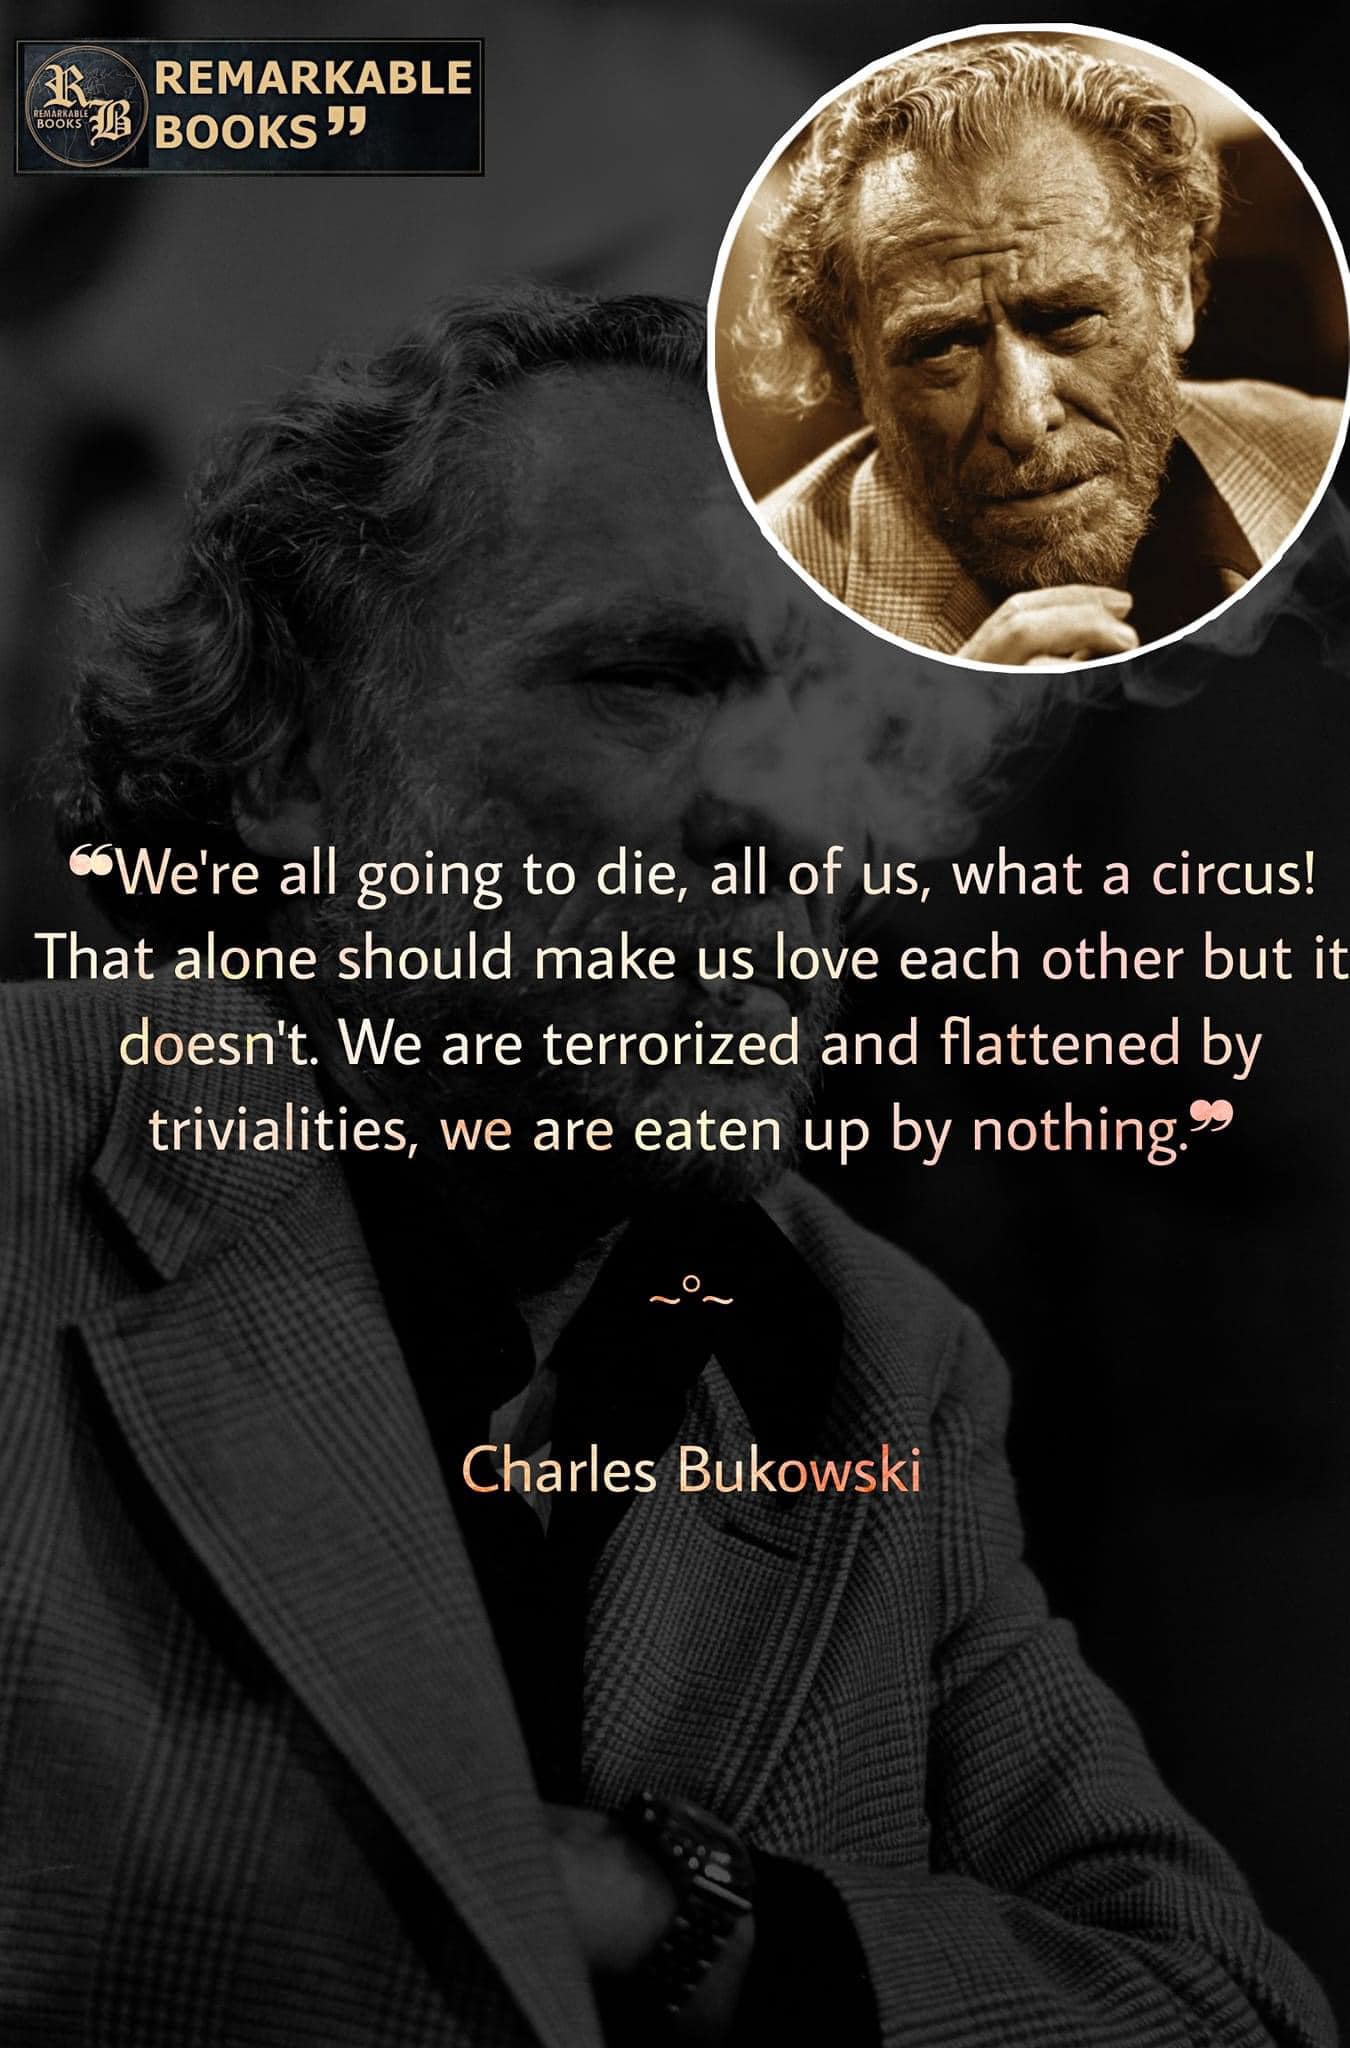 REMARKABLE
BOOKS”
R
B
REMARKABLE
BOOKS
❝We're all going to die, all of us, what a circus!
That alone should make us love each other but it
doesn't. We are terrorized and flattened by
trivialities, we are eaten up by nothing.❞
~°~
Charles Bukowski